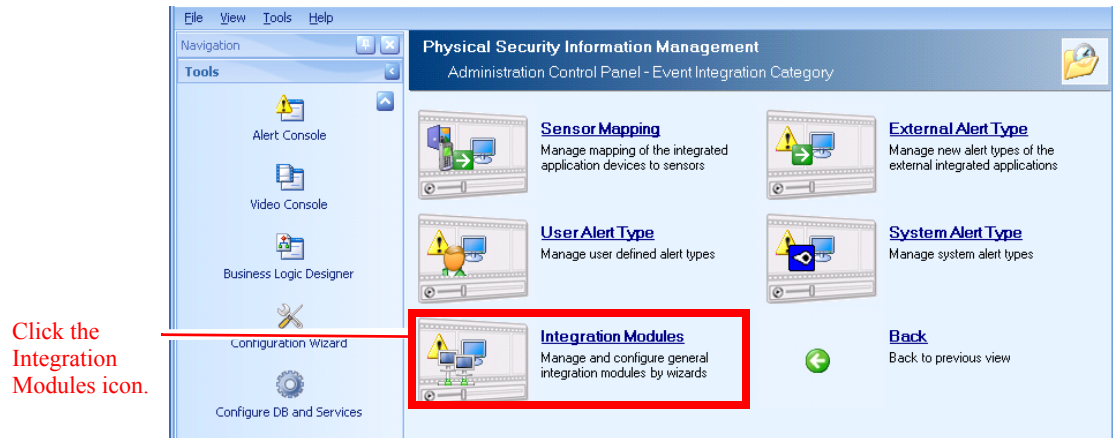 File View Tools Help
Navigation
Tools
Alert Console
Video Console
Business Logic Designer
Configuration Wizard
Configure DB and Services
Physical Security Information Management
Administration Control Panel - Event Integration Category
Sensor Mapping
Manage mapping of the integrated
application devices to sensors
External Alert Type
Manage new alert types of the
external integrated applications
User Alert Type
Manage user defined alert types
System Alert Type
Manage system alert types
Integration Modules
Manage and configure general
integration modules by wizards
Back
Back to previous view
Click the
Integration
Modules icon.